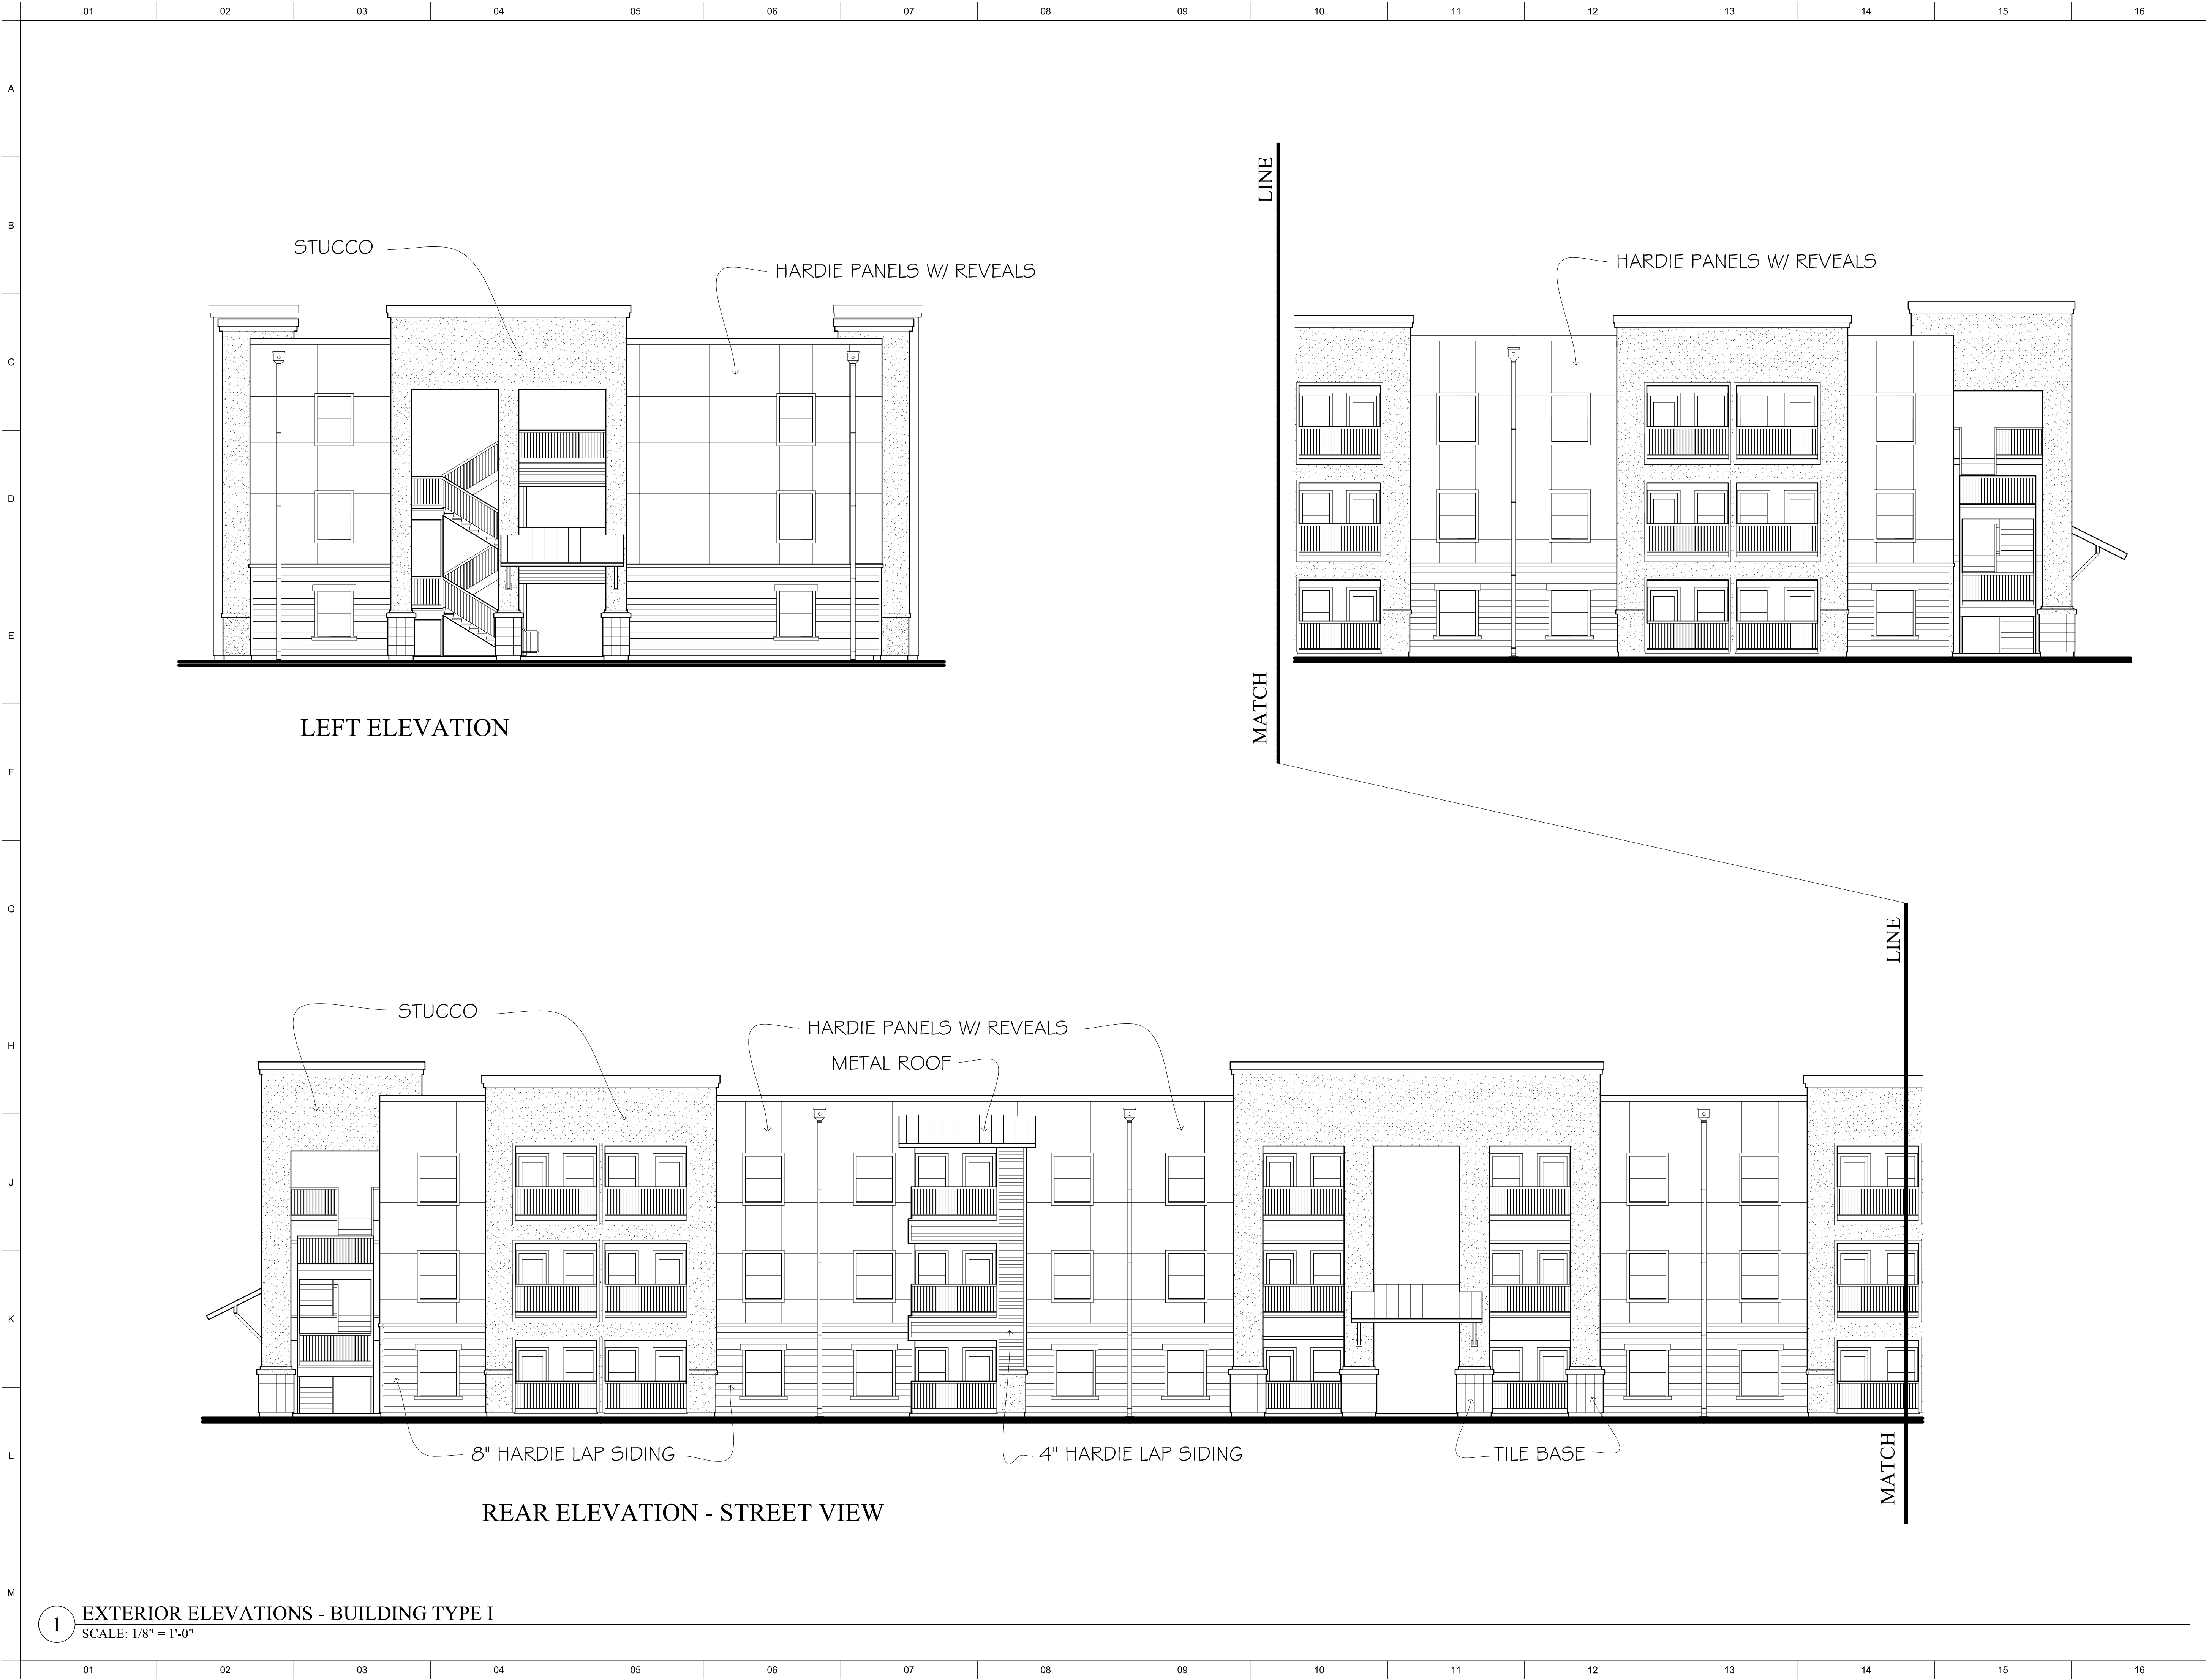 01 02 03 04 05 06 07 08 09 10 11 12 13 14 15 16
A
B
C
D
E
F
G
H
J
K
L
M
LINE
STUCCO
HARDIE PANELS W/ REVEALS
HARDIE PANELS W/ REVEALS
MATCH
LEFT ELEVATION
LINE
STUCCO
HARDIE PANELS W/ REVEALS
METAL ROOF
8" HARDIE LAP SIDING
4" HARDIE LAP SIDING
TILE BASE
MATCH
REAR ELEVATION - STREET VIEW
1
EXTERIOR ELEVATIONS - BUILDING TYPE I
SCALE: 1/8" = 1'-0"
01 02 03 04 05 06 07 08 09 10 11 12 13 14 15 16